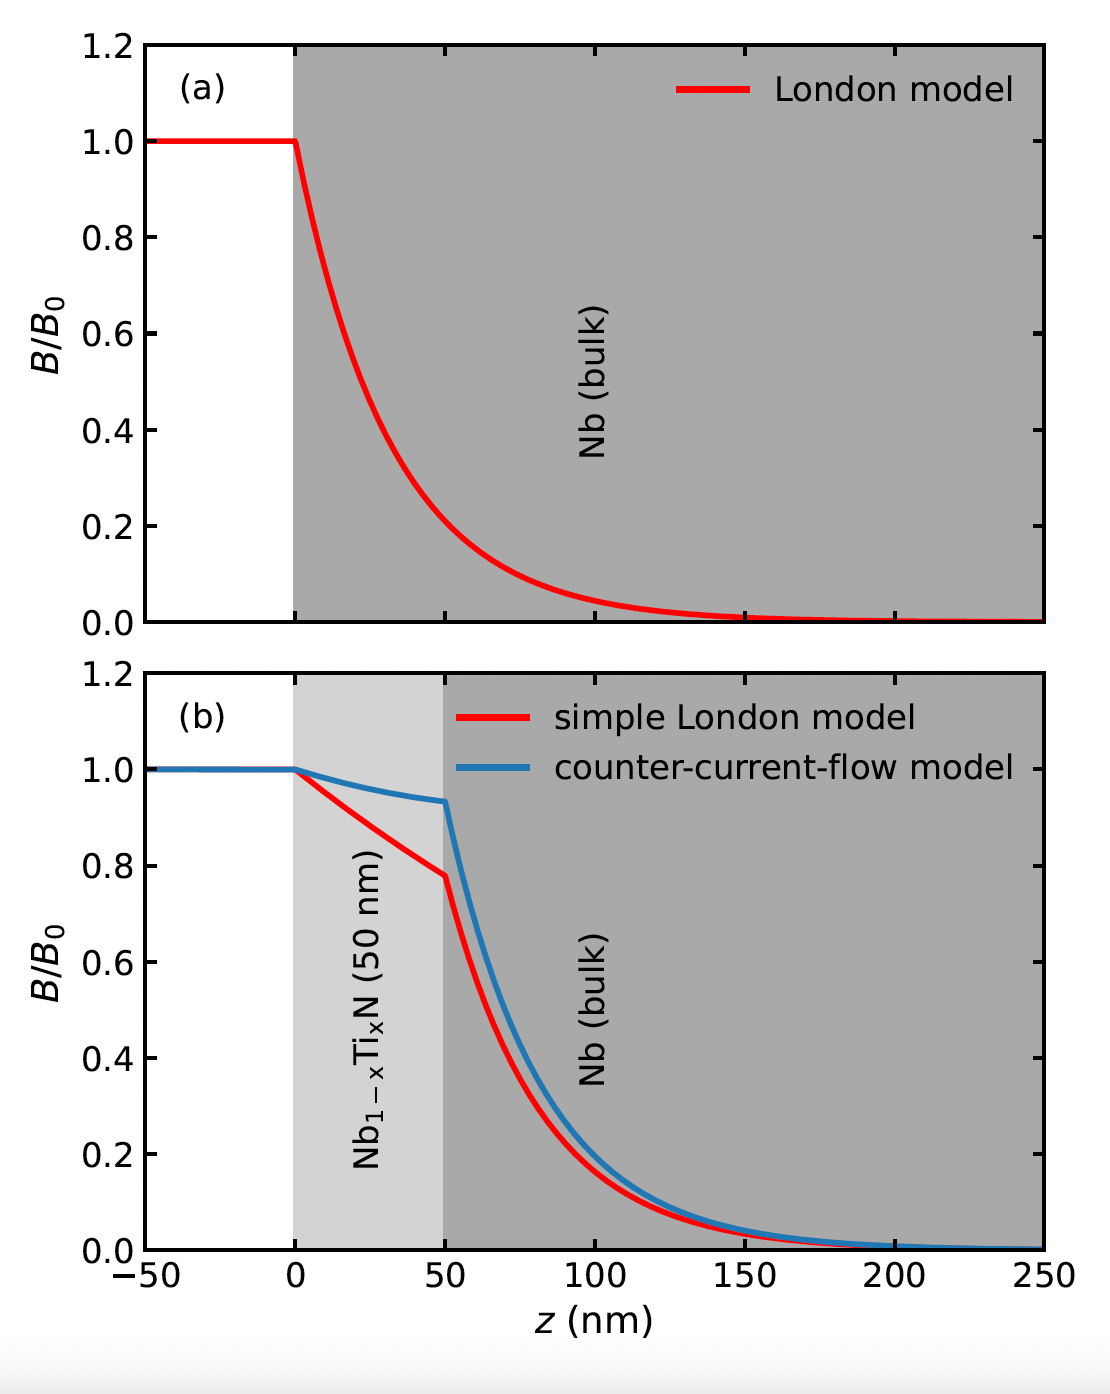 1.2
(a)
London model
1.0
0.8
0.6
0.4
0.2
0.0
B/B₀
Nb (bulk)
1.2
(b)
simple London model
counter-current-flow model
1.0
0.8
0.6
0.4
0.2
0.0
B/B₀
Nb₁₋ₓTiₓN (50 nm)
Nb (bulk)
−50 0 50 100 150 200 250
z (nm)